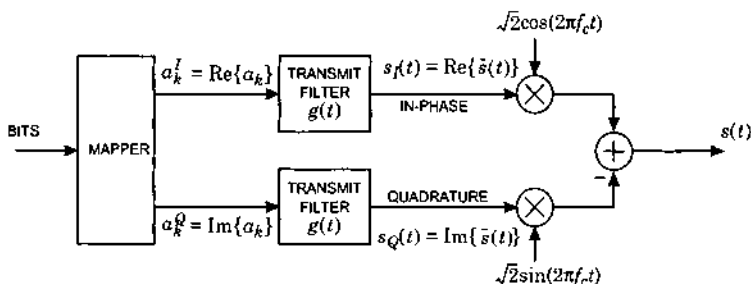 √2cos(2πf_c t)
a_k^I = Re{a_k}
TRANSMIT
FILTER
g(t)
s_I(t) = Re{s̃(t)}
IN-PHASE
BITS
MAPPER
s(t)
+
−
a_k^Q = Im{a_k}
TRANSMIT
FILTER
g(t)
QUADRATURE
s_Q(t) = Im{s̃(t)}
√2sin(2πf_c t)